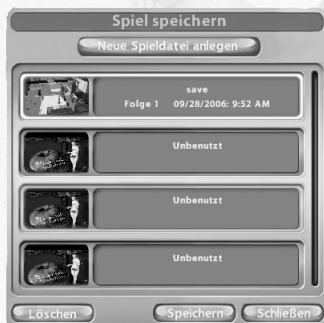 Spiel speichern
Neue Spieldatei anlegen
save
Folge 1 09/28/2006: 9:52 AM
Unbenutzt
Unbenutzt
Unbenutzt
Löschen Speichern Schließen